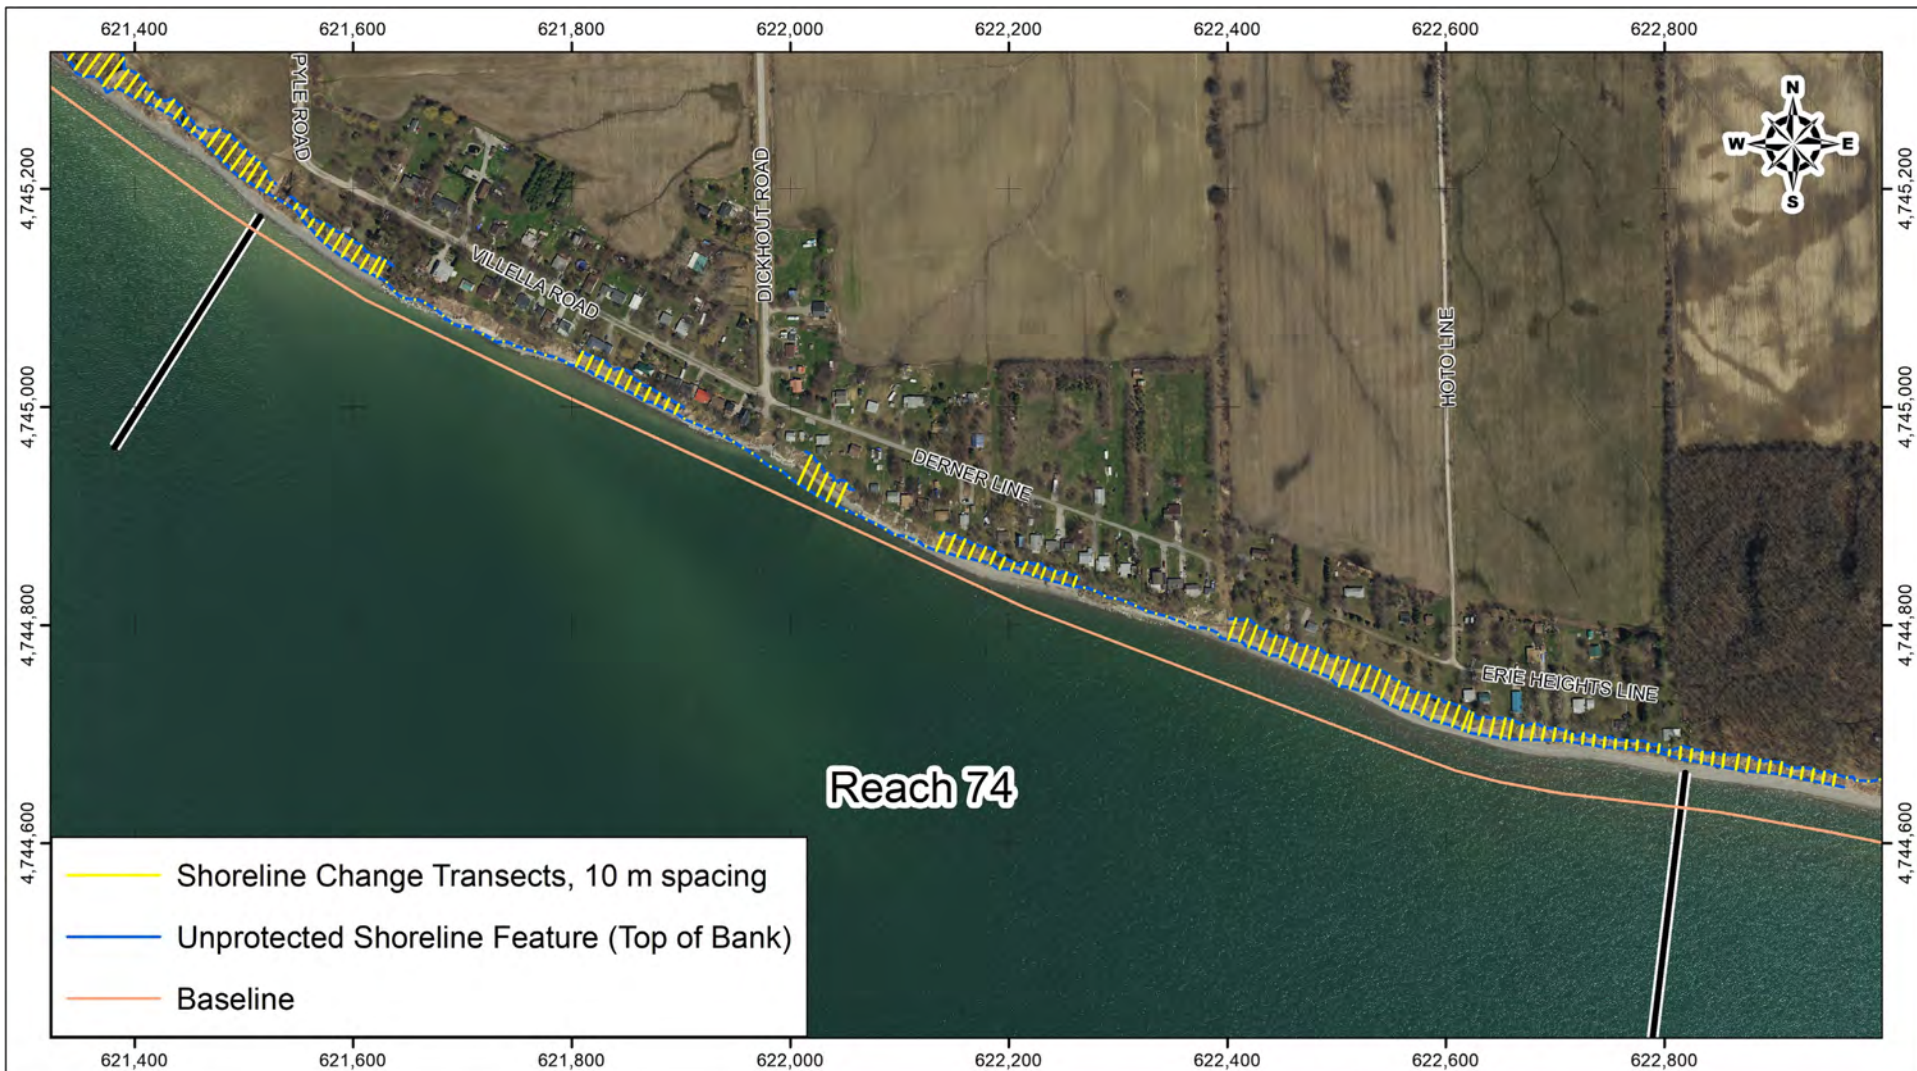 621,400 621,600 621,800 622,000 622,200 622,400 622,600 622,800
N
W E
S
PYLE ROAD
4,745,200 4,745,200
DICKHOUT ROAD
VILLELLA ROAD
HOTO LINE
4,745,000 4,745,000
DERNER LINE
4,744,800 4,744,800
ERIE HEIGHTS LINE
Reach 74
4,744,600 4,744,600
Shoreline Change Transects, 10 m spacing
Unprotected Shoreline Feature (Top of Bank)
Baseline
621,400 621,600 621,800 622,000 622,200 622,400 622,600 622,800